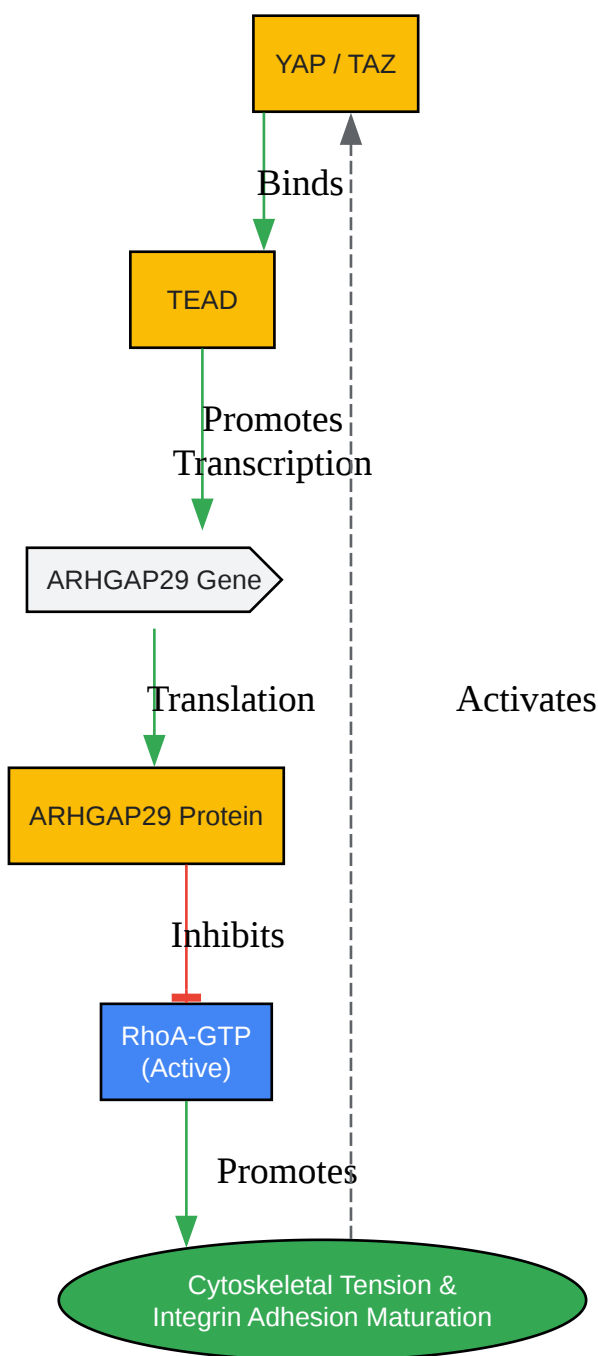 YAP / TAZ
Binds
TEAD
Promotes
Transcription
ARHGAP29 Gene
Translation
Activates
ARHGAP29 Protein
Inhibits
RhoA-GTP
(Active)
Promotes
Cytoskeletal Tension &
Integrin Adhesion Maturation